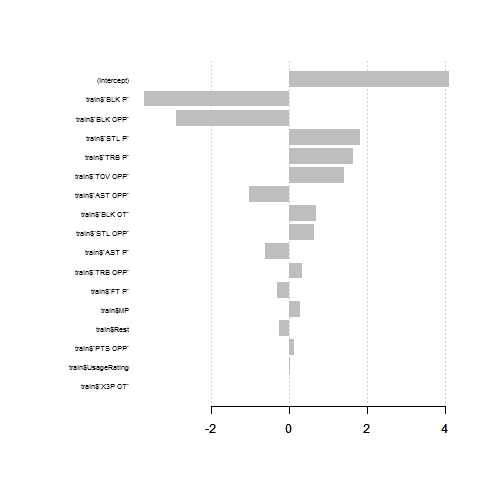 (Intercept)
train$`BLK P`
train$`BLK OPP`
train$`STL P`
train$`TRB P`
train$`TOV OPP`
train$`AST OPP`
train$`BLK OT`
train$`STL OPP`
train$`AST P`
train$`TRB OPP`
train$`FT P`
train$MP
train$Rest
train$`PTS OPP`
train$UsageRating
train$`X3P OT`
-2 0 2 4